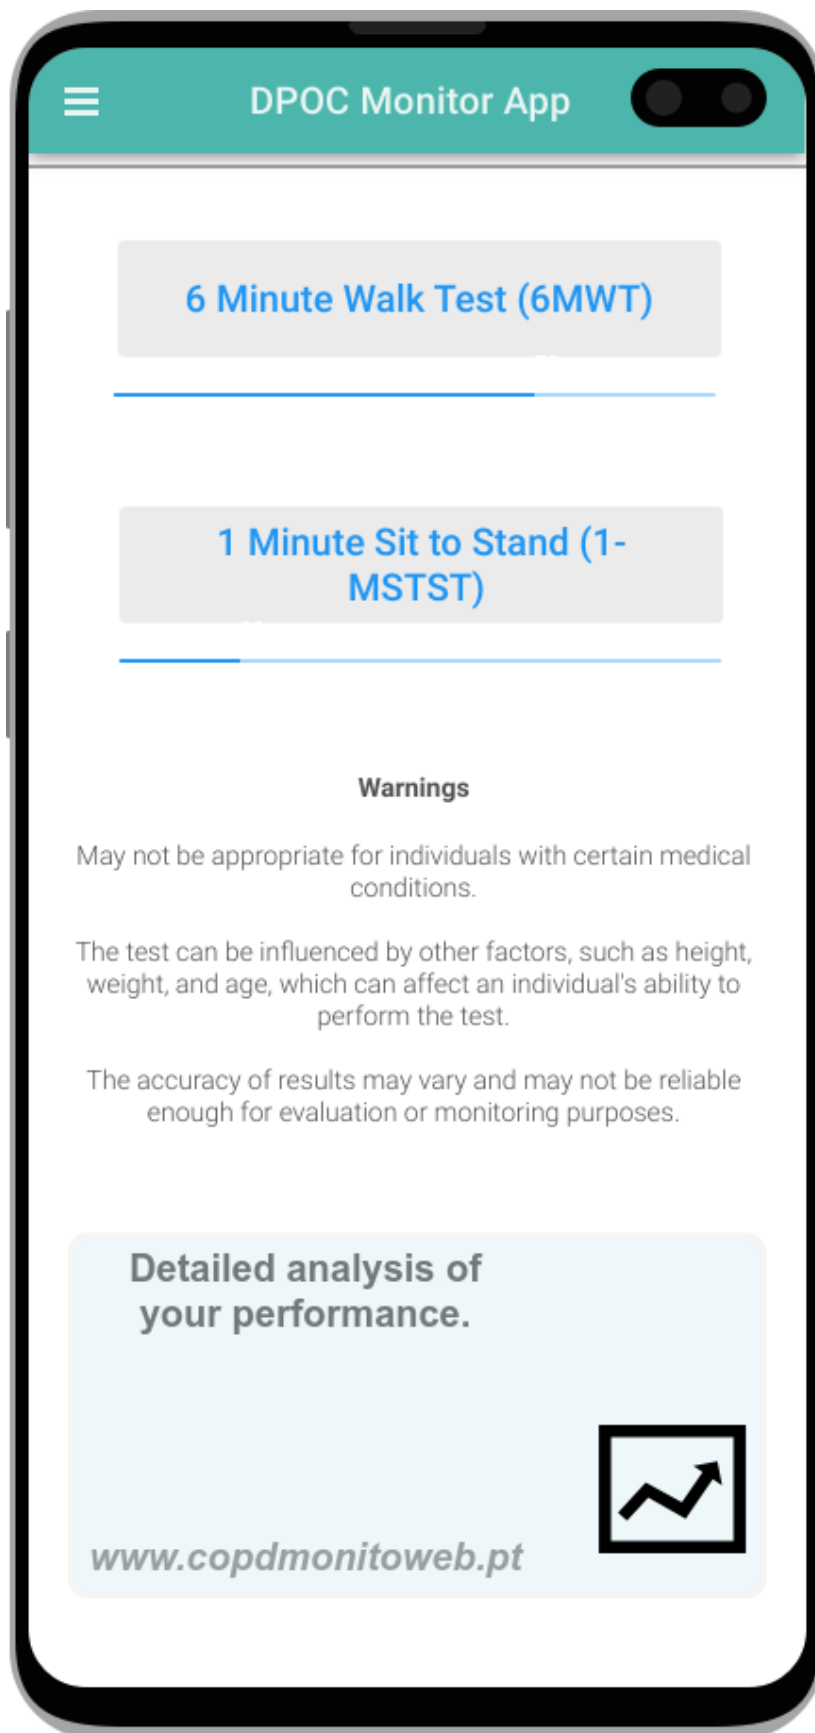 DPOC Monitor App
6 Minute Walk Test (6MWT)
1 Minute Sit to Stand (1-
MSTST)
Warnings
May not be appropriate for individuals with certain medical
conditions.
The test can be influenced by other factors, such as height,
weight, and age, which can affect an individual's ability to
perform the test.
The accuracy of results may vary and may not be reliable
enough for evaluation or monitoring purposes.
Detailed analysis of
your performance.
www.copdmonitoweb.pt